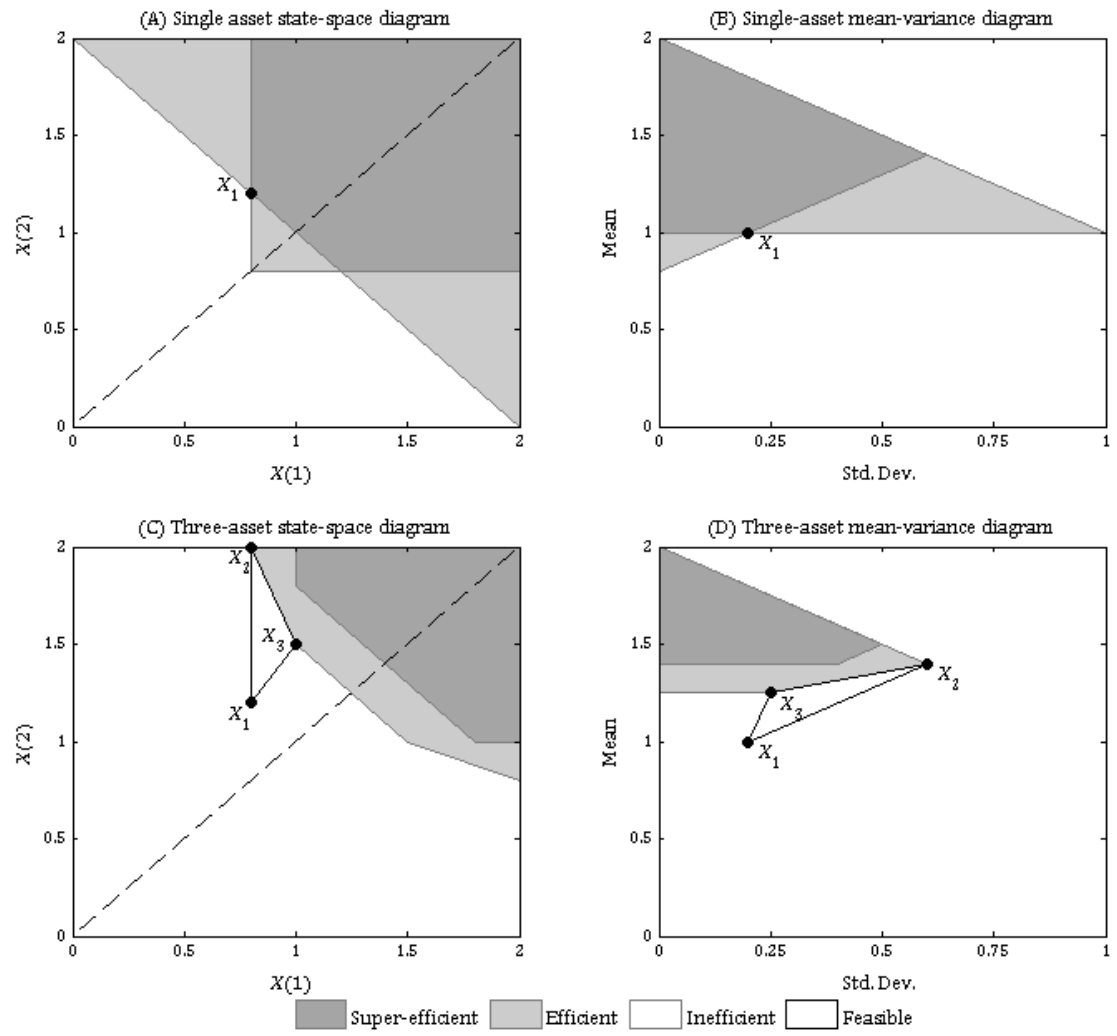 (A) Single asset state-space diagram
2
1.5
1
0.5
0
X(2)
X₁
0
0.5
1
1.5
2
X(1)
(B) Single-asset mean-variance diagram
2
1.5
1
0.5
0
Mean
X₁
0
0.25
0.5
0.75
1
Std. Dev.
(C) Three-asset state-space diagram
2
1.5
1
0.5
0
X(2)
X₂
X₃
X₁
0
0.5
1
1.5
2
X(1)
(D) Three-asset mean-variance diagram
2
1.5
1
0.5
0
Mean
X₂
X₃
X₁
0
0.25
0.5
0.75
1
Std. Dev.
Super-efficient Efficient Inefficient Feasible